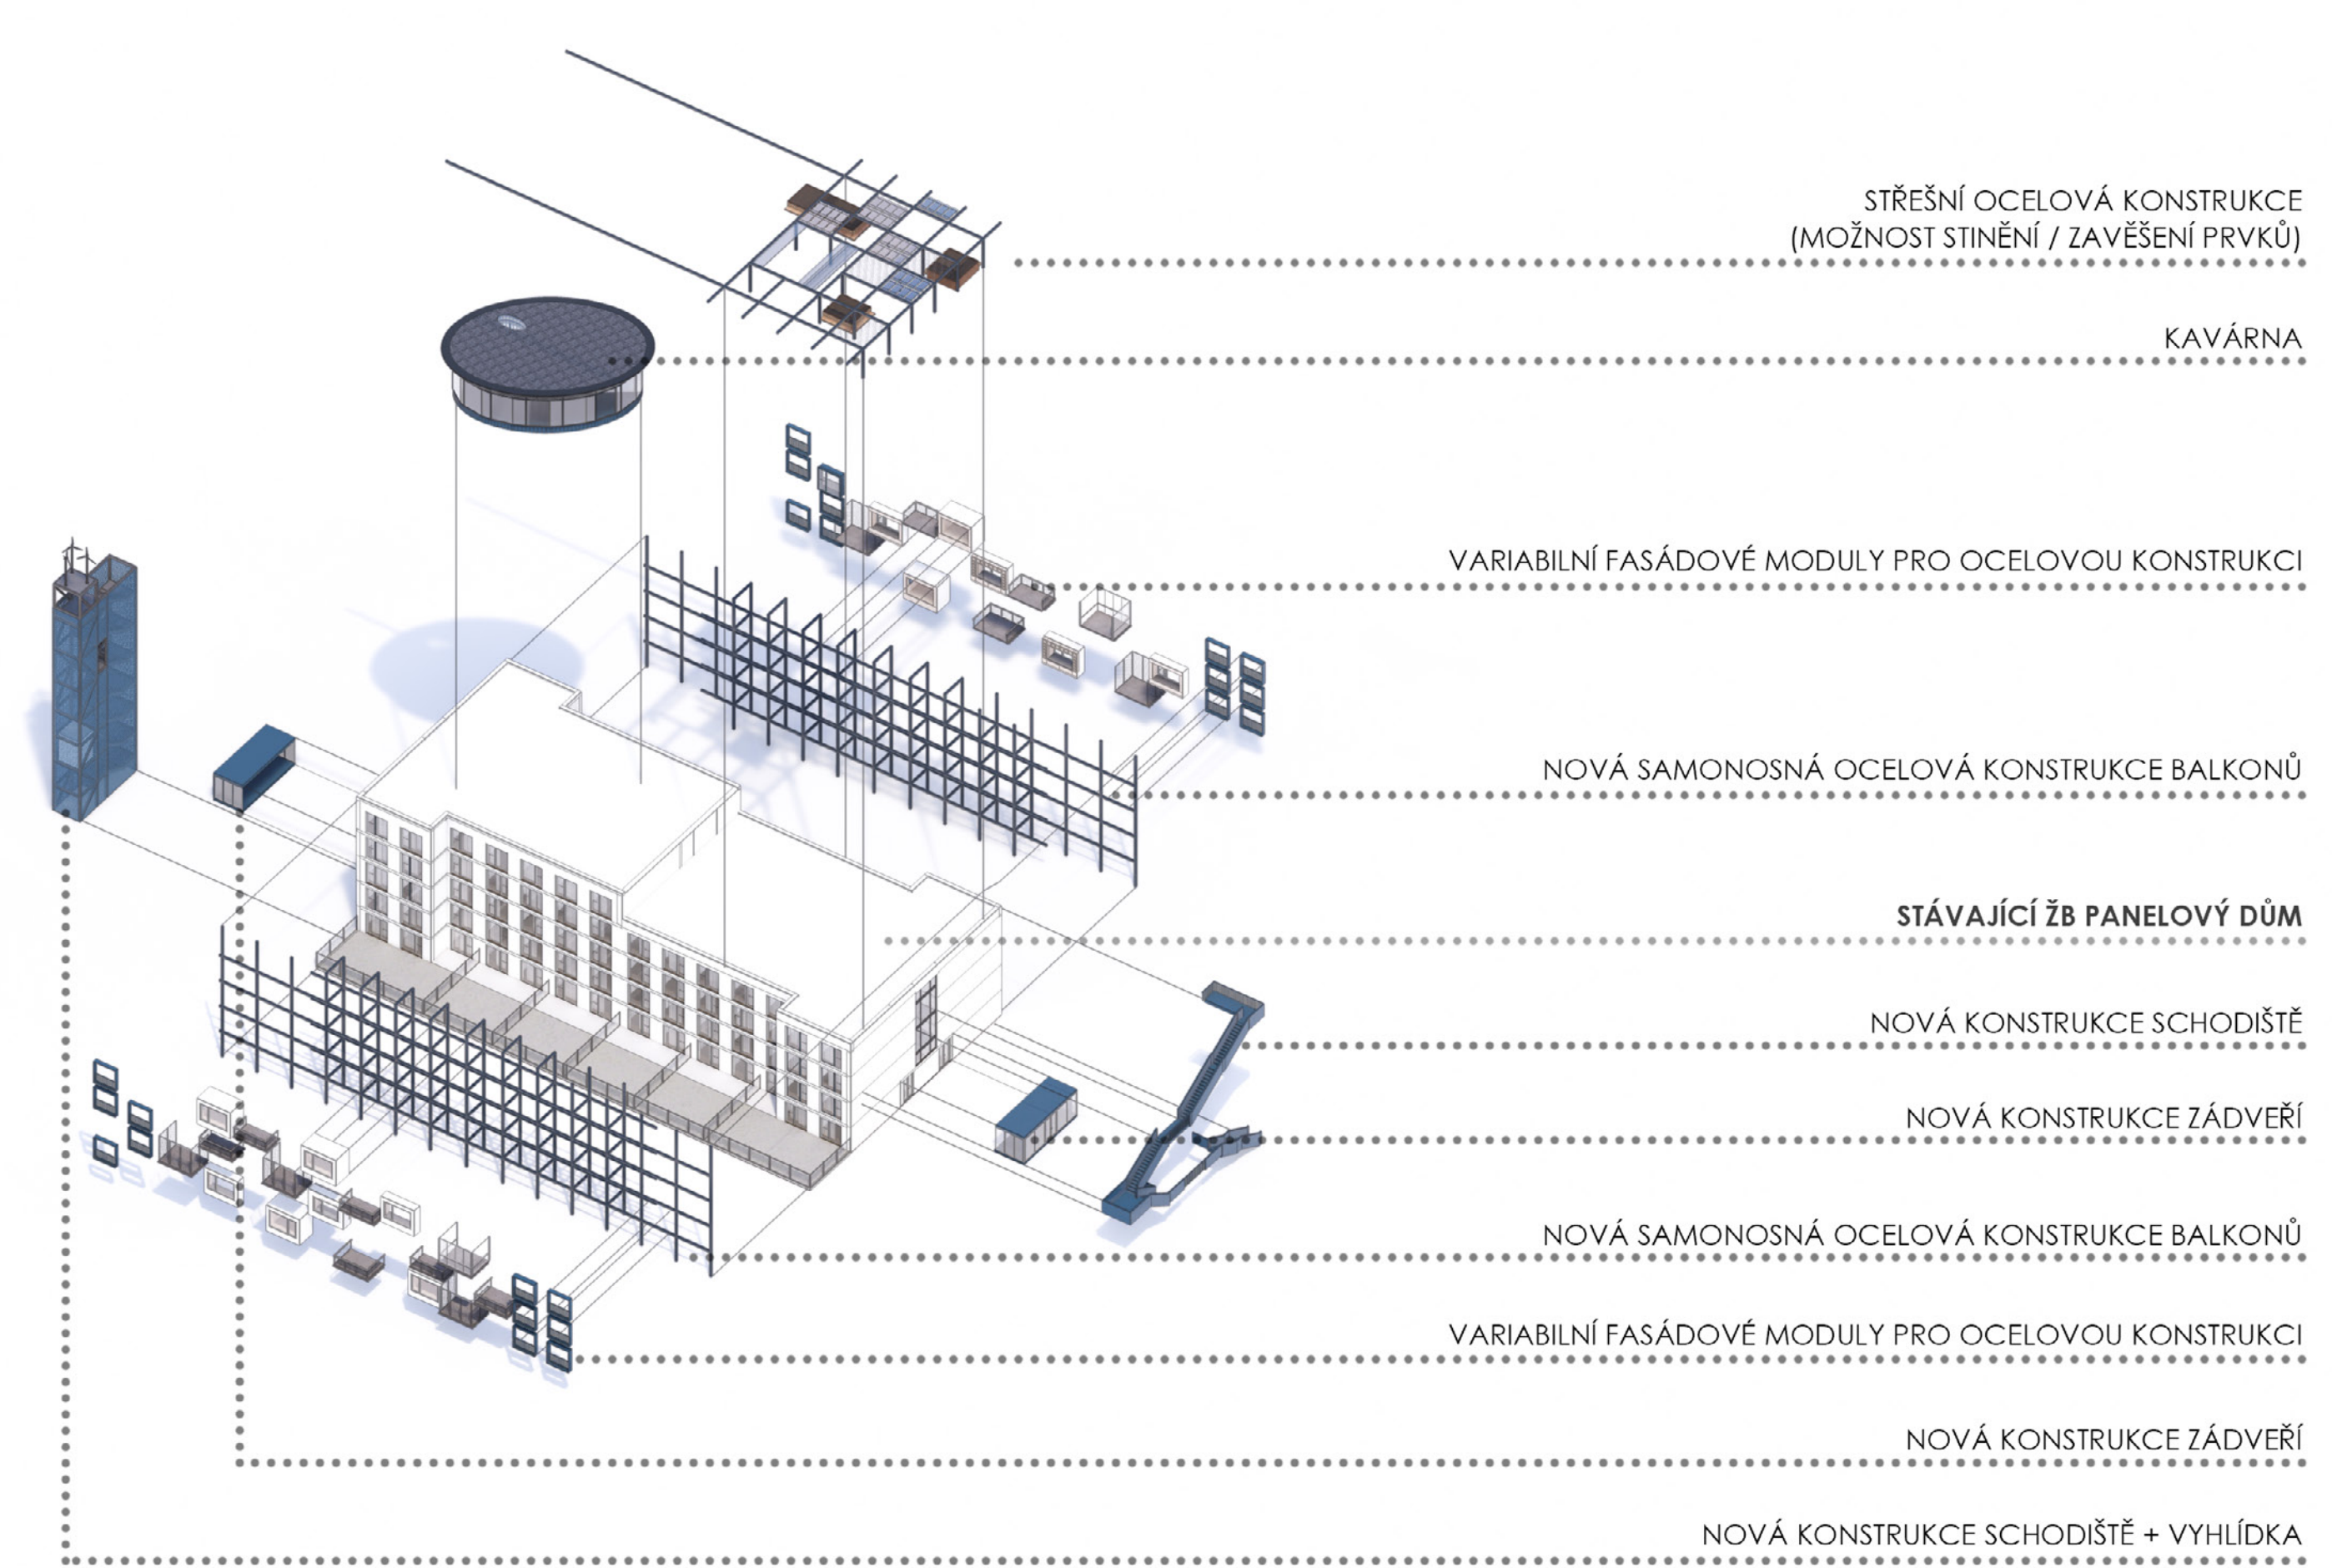 STŘEŠNÍ OCELOVÁ KONSTRUKCE
(MOŽNOST STINĚNÍ / ZAVĚŠENÍ PRVKŮ)
KAVÁRNA
VARIABILNÍ FASÁDOVÉ MODULY PRO OCELOVOU KONSTRUKCI
NOVÁ SAMONOSNÁ OCELOVÁ KONSTRUKCE BALKONŮ
STÁVAJÍCÍ ŽB PANELOVÝ DŮM
NOVÁ KONSTRUKCE SCHODIŠTĚ
NOVÁ KONSTRUKCE ZÁDVEŘÍ
NOVÁ SAMONOSNÁ OCELOVÁ KONSTRUKCE BALKONŮ
VARIABILNÍ FASÁDOVÉ MODULY PRO OCELOVOU KONSTRUKCI
NOVÁ KONSTRUKCE ZÁDVEŘÍ
NOVÁ KONSTRUKCE SCHODIŠTĚ + VYHLÍDKA